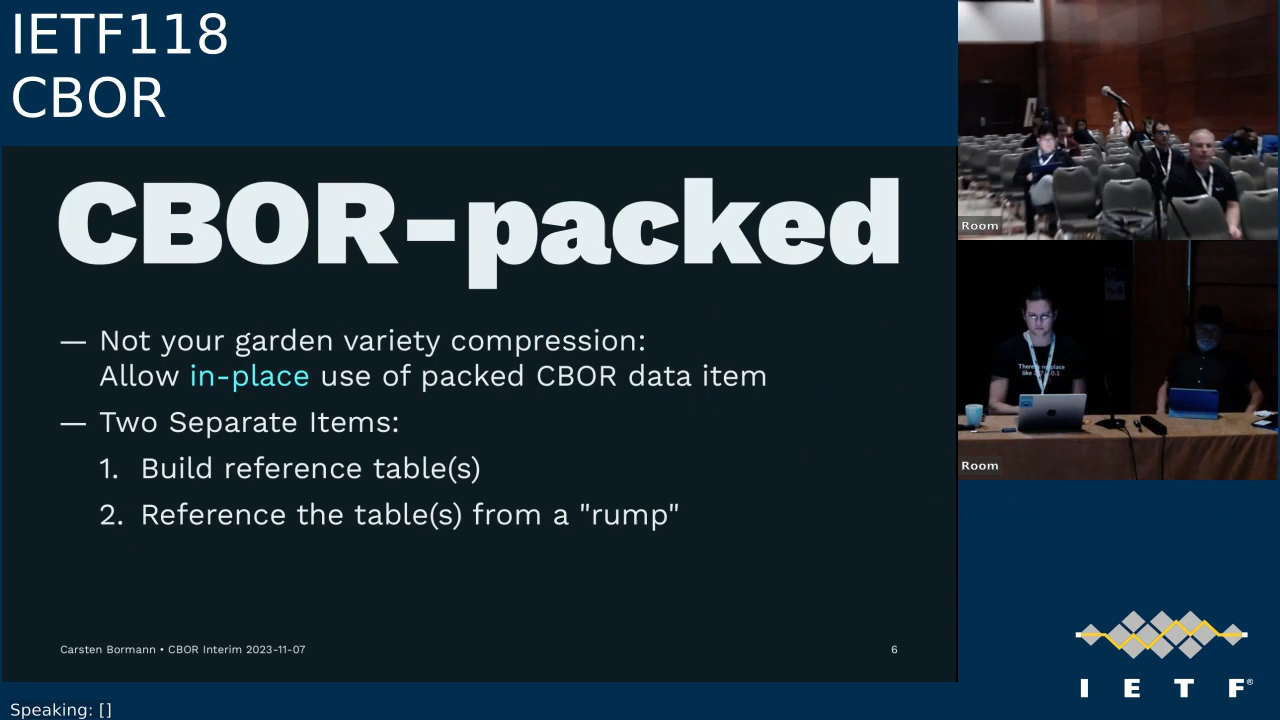 IETF118
CBOR
CBOR-packed
— Not your garden variety compression:
Allow in-place use of packed CBOR data item
— Two Separate Items:
1. Build reference table(s)
2. Reference the table(s) from a "rump"
Carsten Bormann • CBOR Interim 2023-11-07
6
Room
Room
I E T F®
Speaking: []